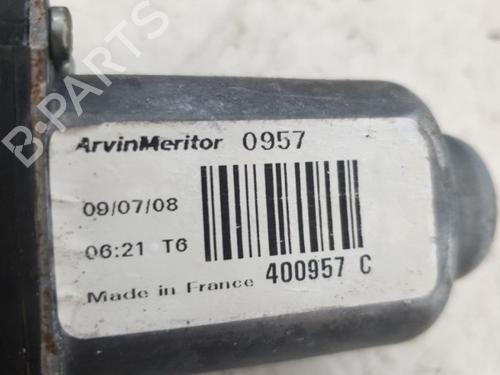 B-PARTS
ArvinMeritor 0957
09/07/08
06:21 T6
400957 C
Made in France